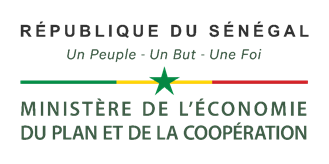 RÉPUBLIQUE DU SÉNÉGAL
Un Peuple - Un But - Une Foi
MINISTÈRE DE L'ÉCONOMIE
DU PLAN ET DE LA COOPÉRATION